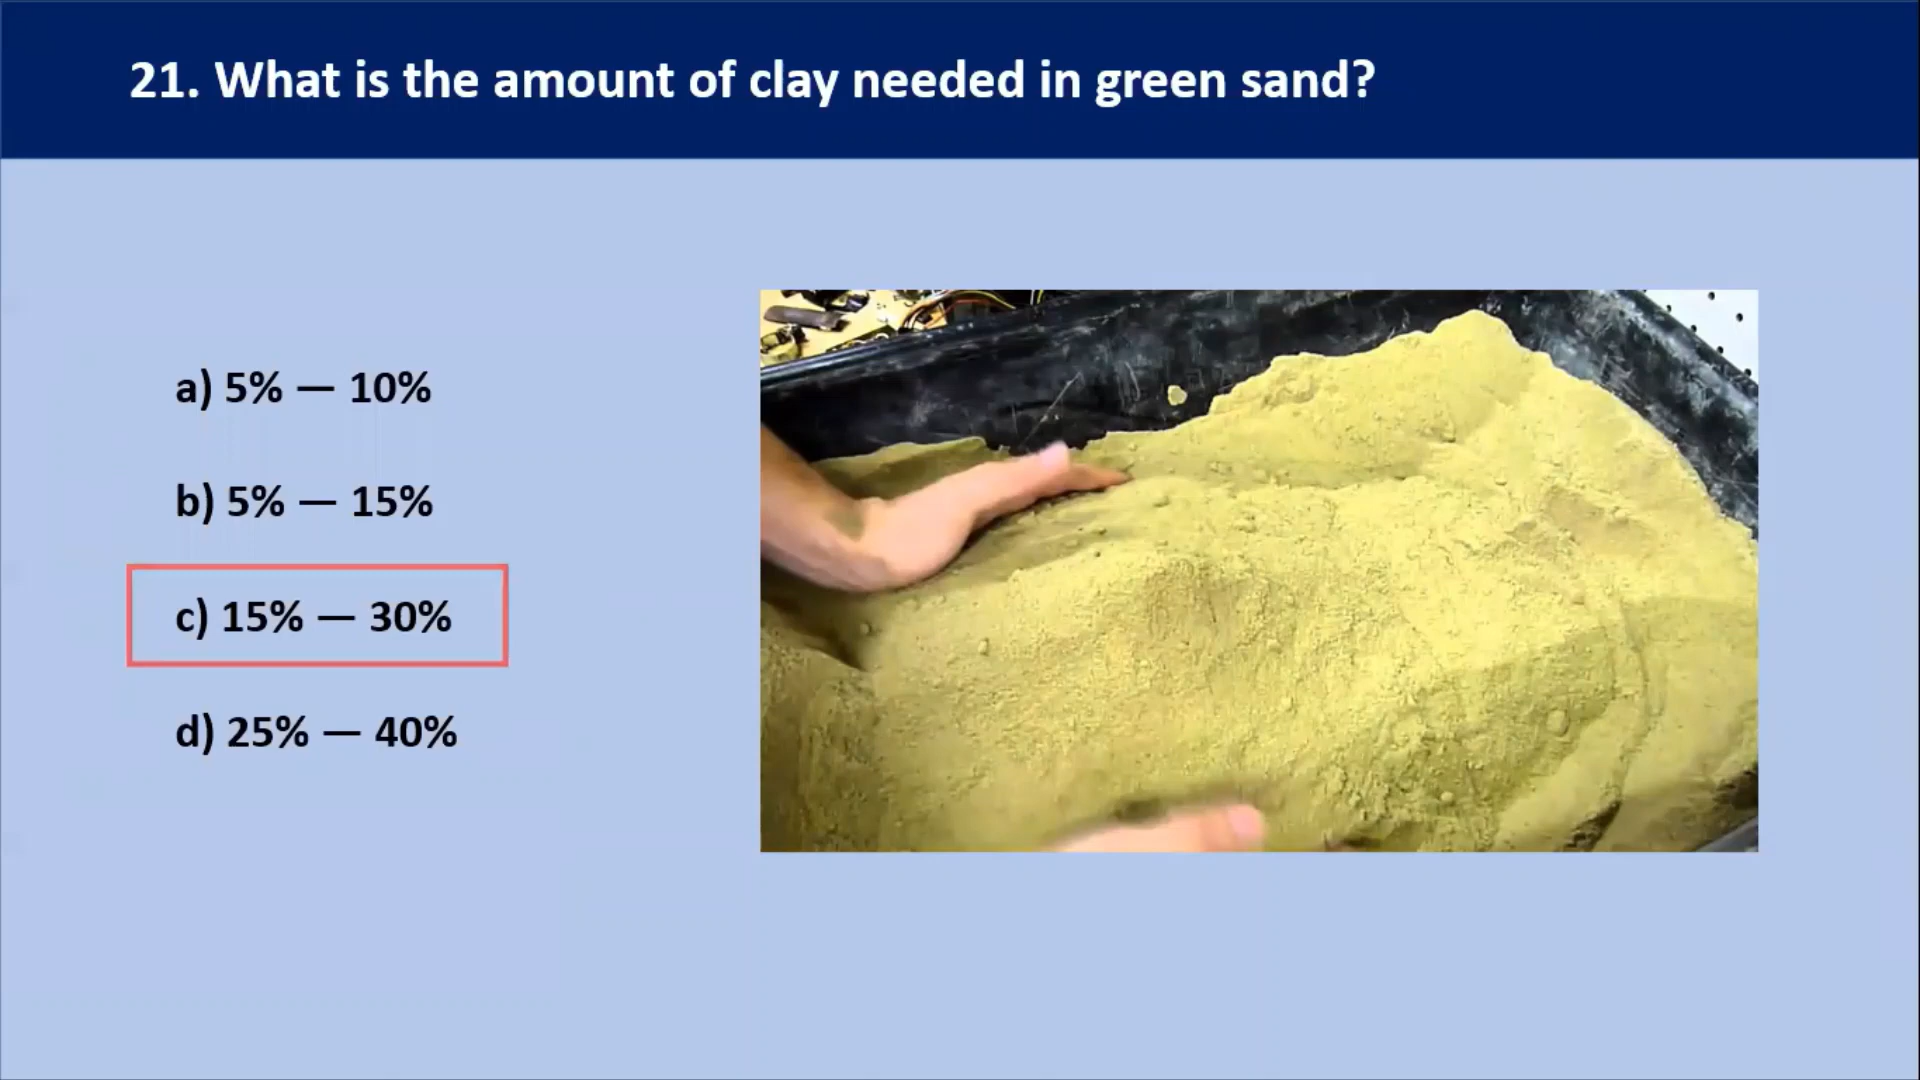 21. What is the amount of clay needed in green sand?
a) 5% — 10%
b) 5% — 15%
c) 15% — 30%
d) 25% — 40%